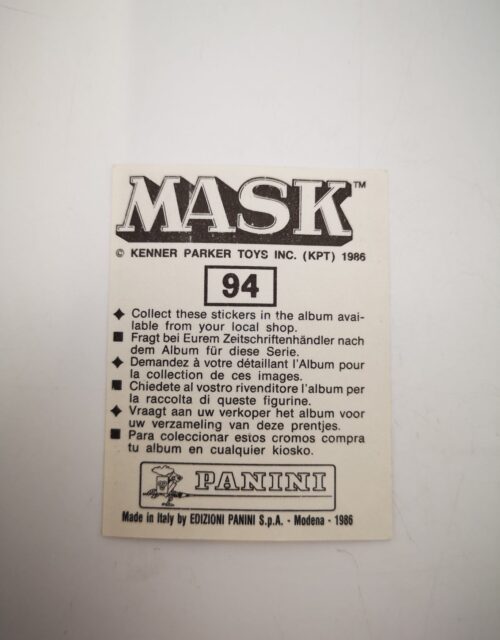 MASK™
© KENNER PARKER TOYS INC. (KPT) 1986
94
◆ Collect these stickers in the album avai-
lable from your local shop.
■ Fragt bei Eurem Zeitschriftenhändler nach
dem Album für diese Serie.
◆ Demandez à votre détaillant l'Album pour
la collection de ces images.
■ Chiedete al vostro rivenditore l'album per
la raccolta di queste figurine.
◆ Vraagt aan uw verkoper het album voor
uw verzameling van deze prentjes.
■ Para coleccionar estos cromos compra
tu album en cualquier kiosko.
PANINI
Made in Italy by EDIZIONI PANINI S.p.A. - Modena - 1986